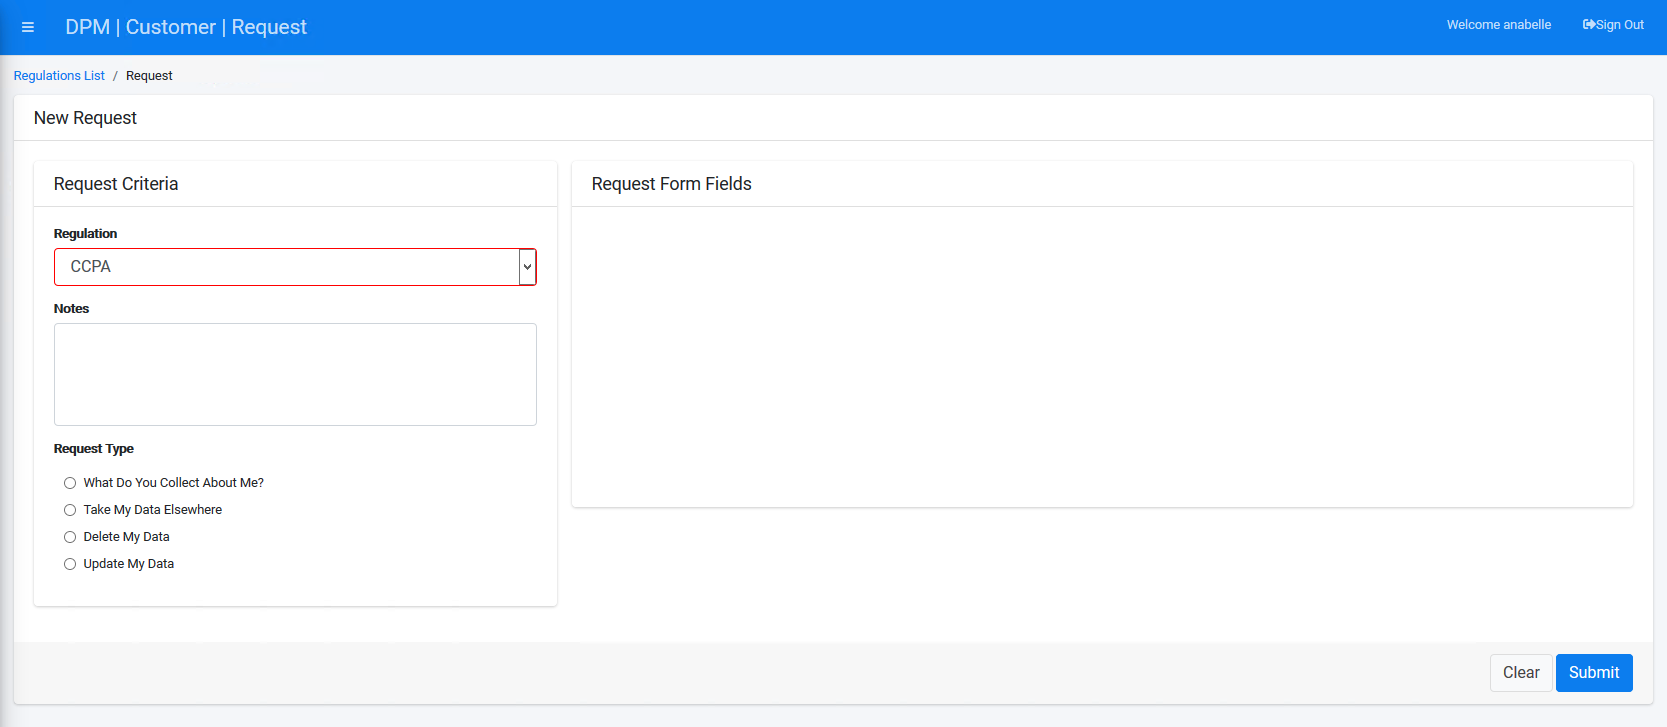 DPM | Customer | Request
Welcome anabelle
Sign Out
Regulations List / Request
New Request
Request Criteria
Request Form Fields
Regulation
CCPA
Notes
Request Type
What Do You Collect About Me?
Take My Data Elsewhere
Delete My Data
Update My Data
Clear
Submit